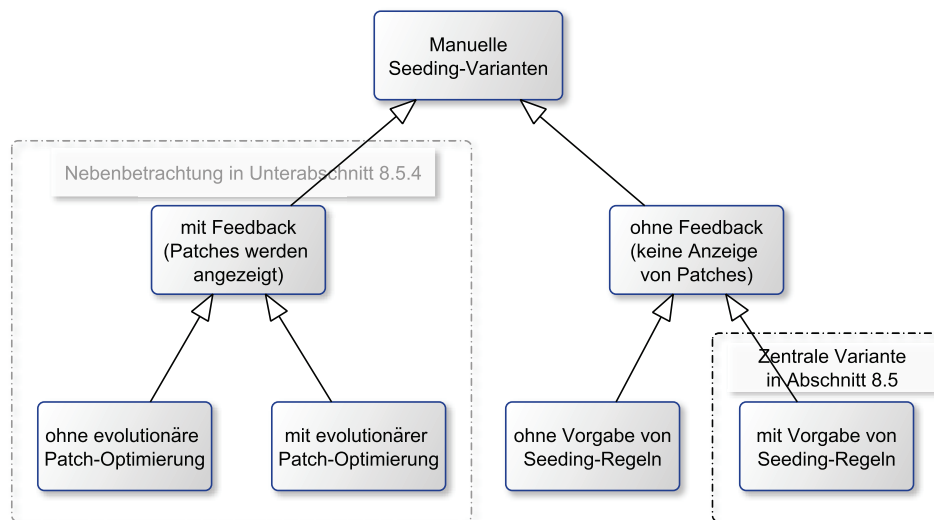 Manuelle
Seeding-Varianten
Nebenbetrachtung in Unterabschnitt 8.5.4
mit Feedback
(Patches werden
angezeigt)
ohne Feedback
(keine Anzeige
von Patches)
Zentrale Variante
in Abschnitt 8.5
ohne evolutionäre
Patch-Optimierung
mit evolutionärer
Patch-Optimierung
ohne Vorgabe von
Seeding-Regeln
mit Vorgabe von
Seeding-Regeln